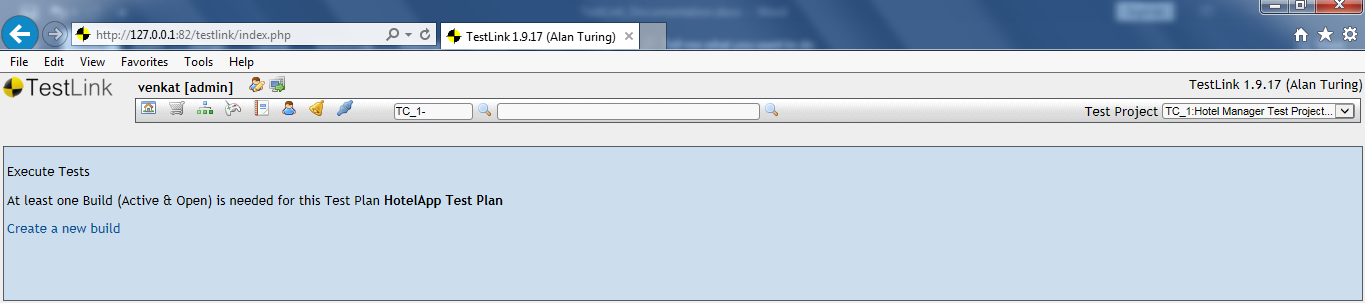 http://127.0.0.1:82/testlink/index.php
TestLink 1.9.17 (Alan Turing)
File Edit View Favorites Tools Help
TestLink
venkat [admin]
TestLink 1.9.17 (Alan Turing)
TC_1-
Test Project TC_1:Hotel Manager Test Project...
Execute Tests
At least one Build (Active & Open) is needed for this Test Plan HotelApp Test Plan
Create a new build